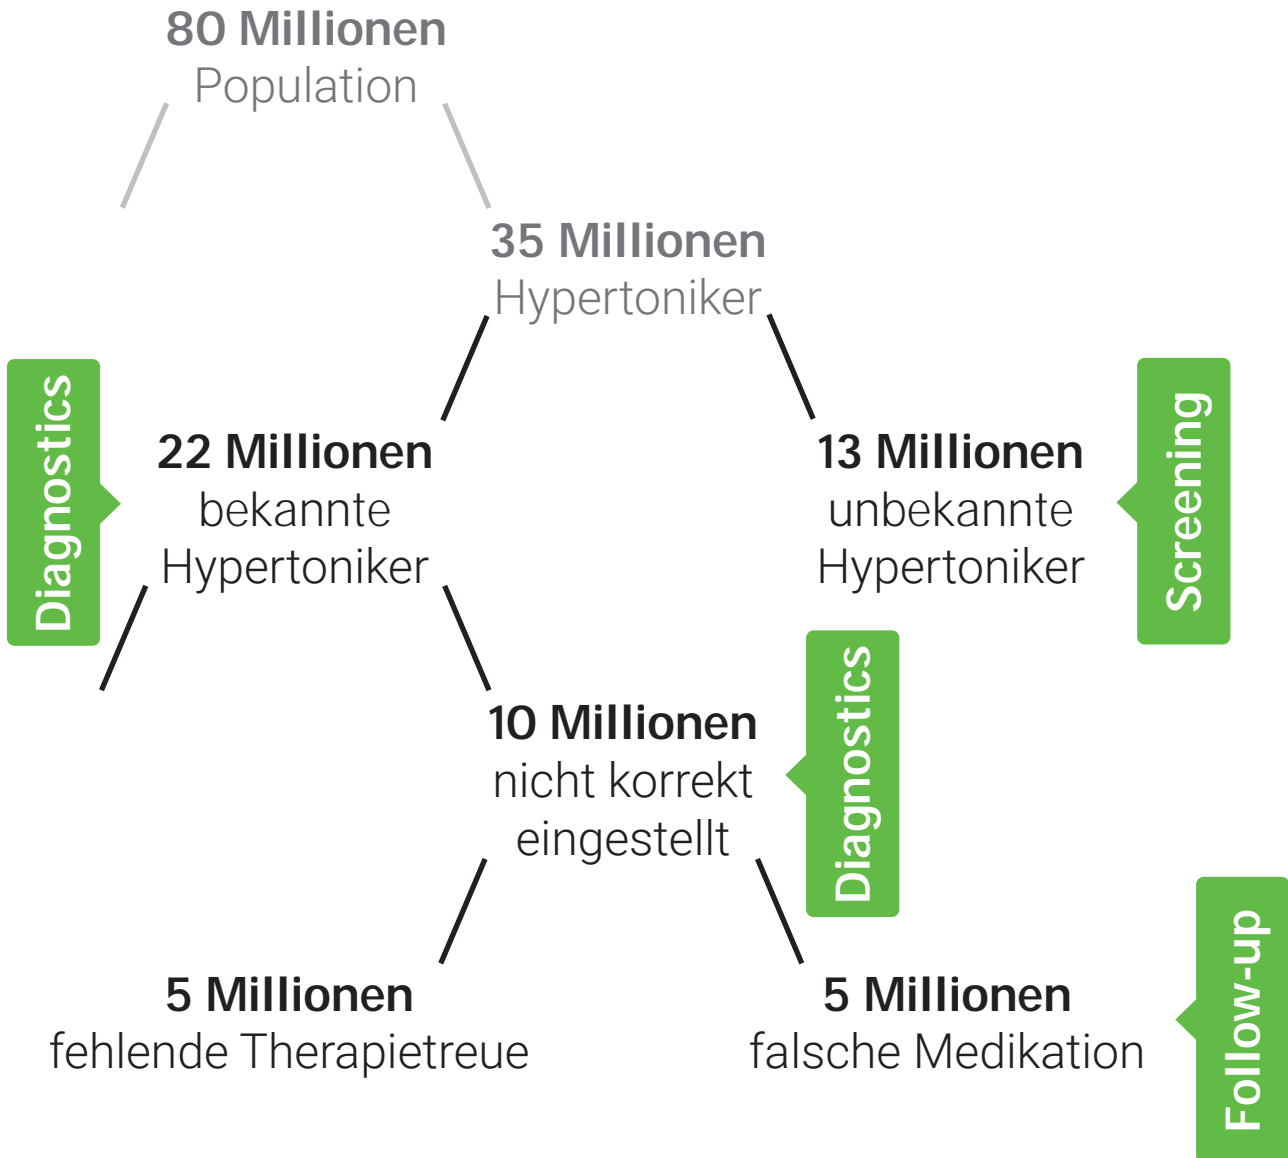 80 Millionen
Population
35 Millionen
Hypertoniker
Diagnostics
22 Millionen
bekannte
Hypertoniker
13 Millionen
unbekannte
Hypertoniker
Screening
10 Millionen
nicht korrekt
eingestellt
Diagnostics
5 Millionen
fehlende Therapietreue
5 Millionen
falsche Medikation
Follow-up